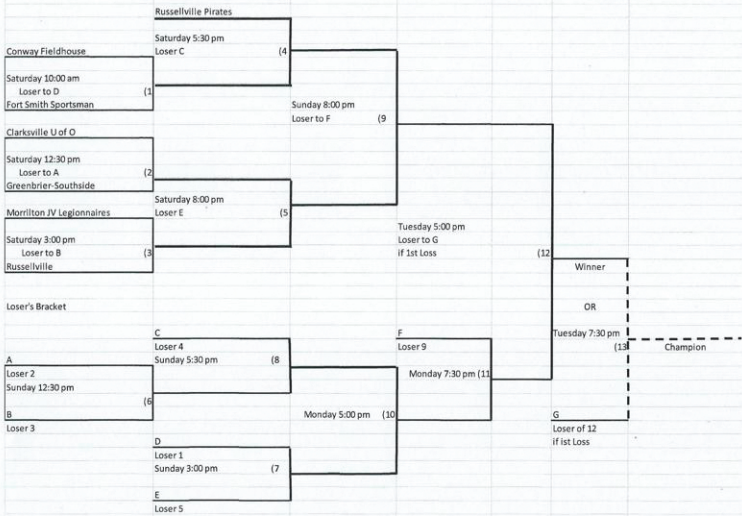 Russellville Pirates
Saturday 5:30 pm
Loser C (4
Conway Fieldhouse
Saturday 10:00 am
Loser to D (1
Fort Smith Sportsman
Sunday 8:00 pm
Loser to F (9
Clarksville U of O
Saturday 12:30 pm
Loser to A (2
Greenbrier-Southside
Saturday 8:00 pm
Loser E (5
Morrilton JV Legionnaires
Saturday 3:00 pm
Loser to B (3
Russellville
Tuesday 5:00 pm
Loser to G
if 1st Loss (12
Winner
OR
Tuesday 7:30 pm
(13
Champion
Loser's Bracket
C
Loser 4
Sunday 5:30 pm (8
F
Loser 9
Monday 7:30 pm (11
A
Loser 2
Sunday 12:30 pm
(6
B
Loser 3
Monday 5:00 pm (10
G
Loser of 12
if ist Loss
D
Loser 1
Sunday 3:00 pm (7
E
Loser 5